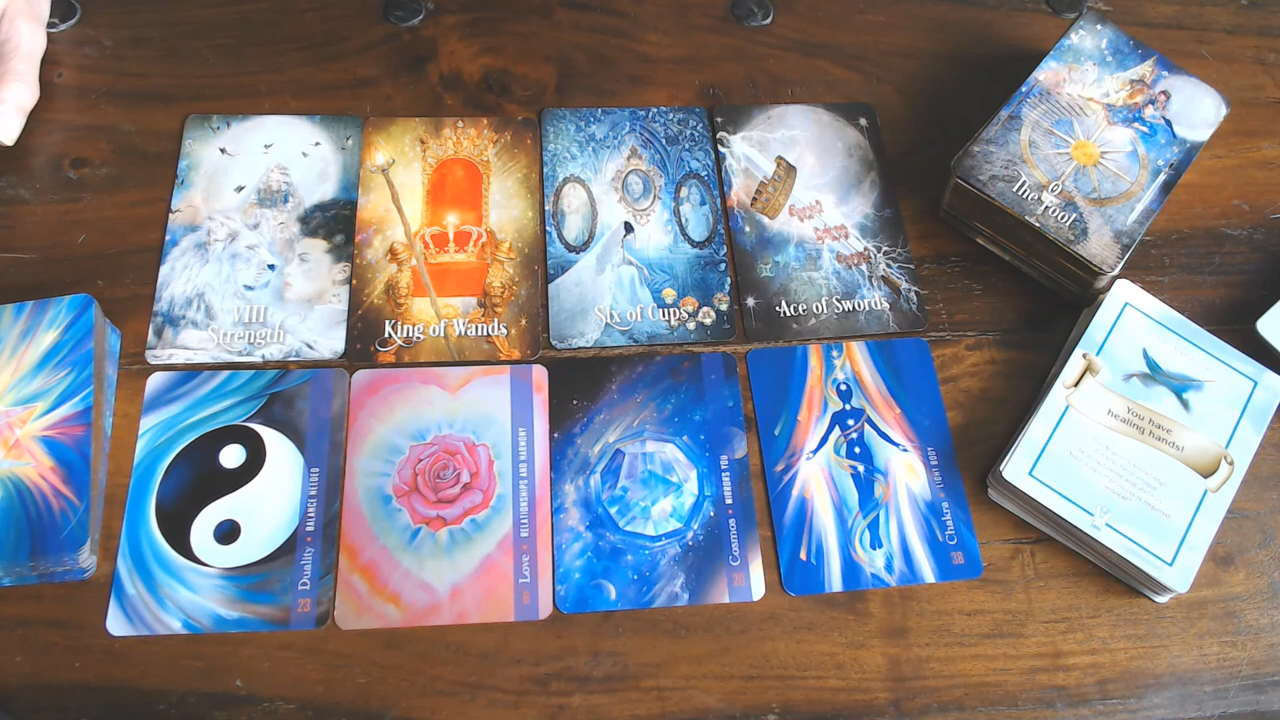 VIII
Strength
King of Wands
Six of Cups
Ace of Swords
0
The Fool
23 Duality • BALANCE NEEDED
Love • RELATIONSHIPS AND HARMONY
20 Cosmos • MIRRORS YOU
38 Chakra • LIGHT BODY
You have
healing hands!